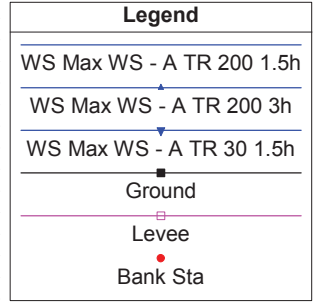 Legend
WS Max WS - A TR 200 1.5h
WS Max WS - A TR 200 3h
WS Max WS - A TR 30 1.5h
Ground
Levee
Bank Sta